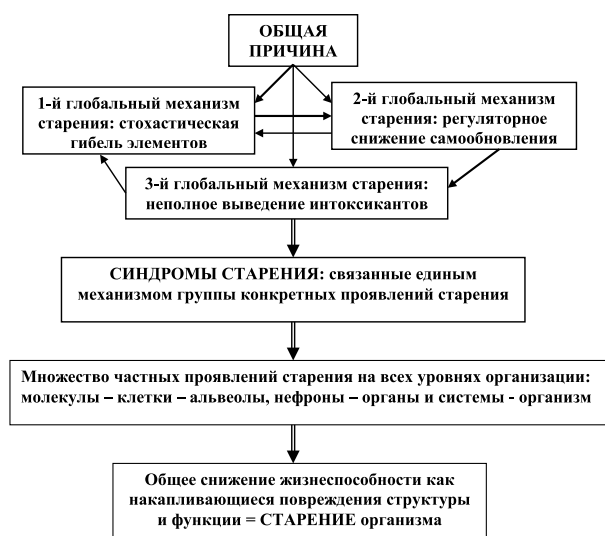 ОБЩАЯ
ПРИЧИНА
1-й глобальный механизм
старения: стохастическая
гибель элементов
2-й глобальный механизм
старения: регуляторное
снижение самообновления
3-й глобальный механизм старения:
неполное выведение интоксикантов
СИНДРОМЫ СТАРЕНИЯ: связанные единым
механизмом группы конкретных проявлений старения
Множество частных проявлений старения на всех уровнях организации:
молекулы – клетки – альвеолы, нефроны – органы и системы - организм
Общее снижение жизнеспособности как
накапливающиеся повреждения структуры
и функции = СТАРЕНИЕ организма